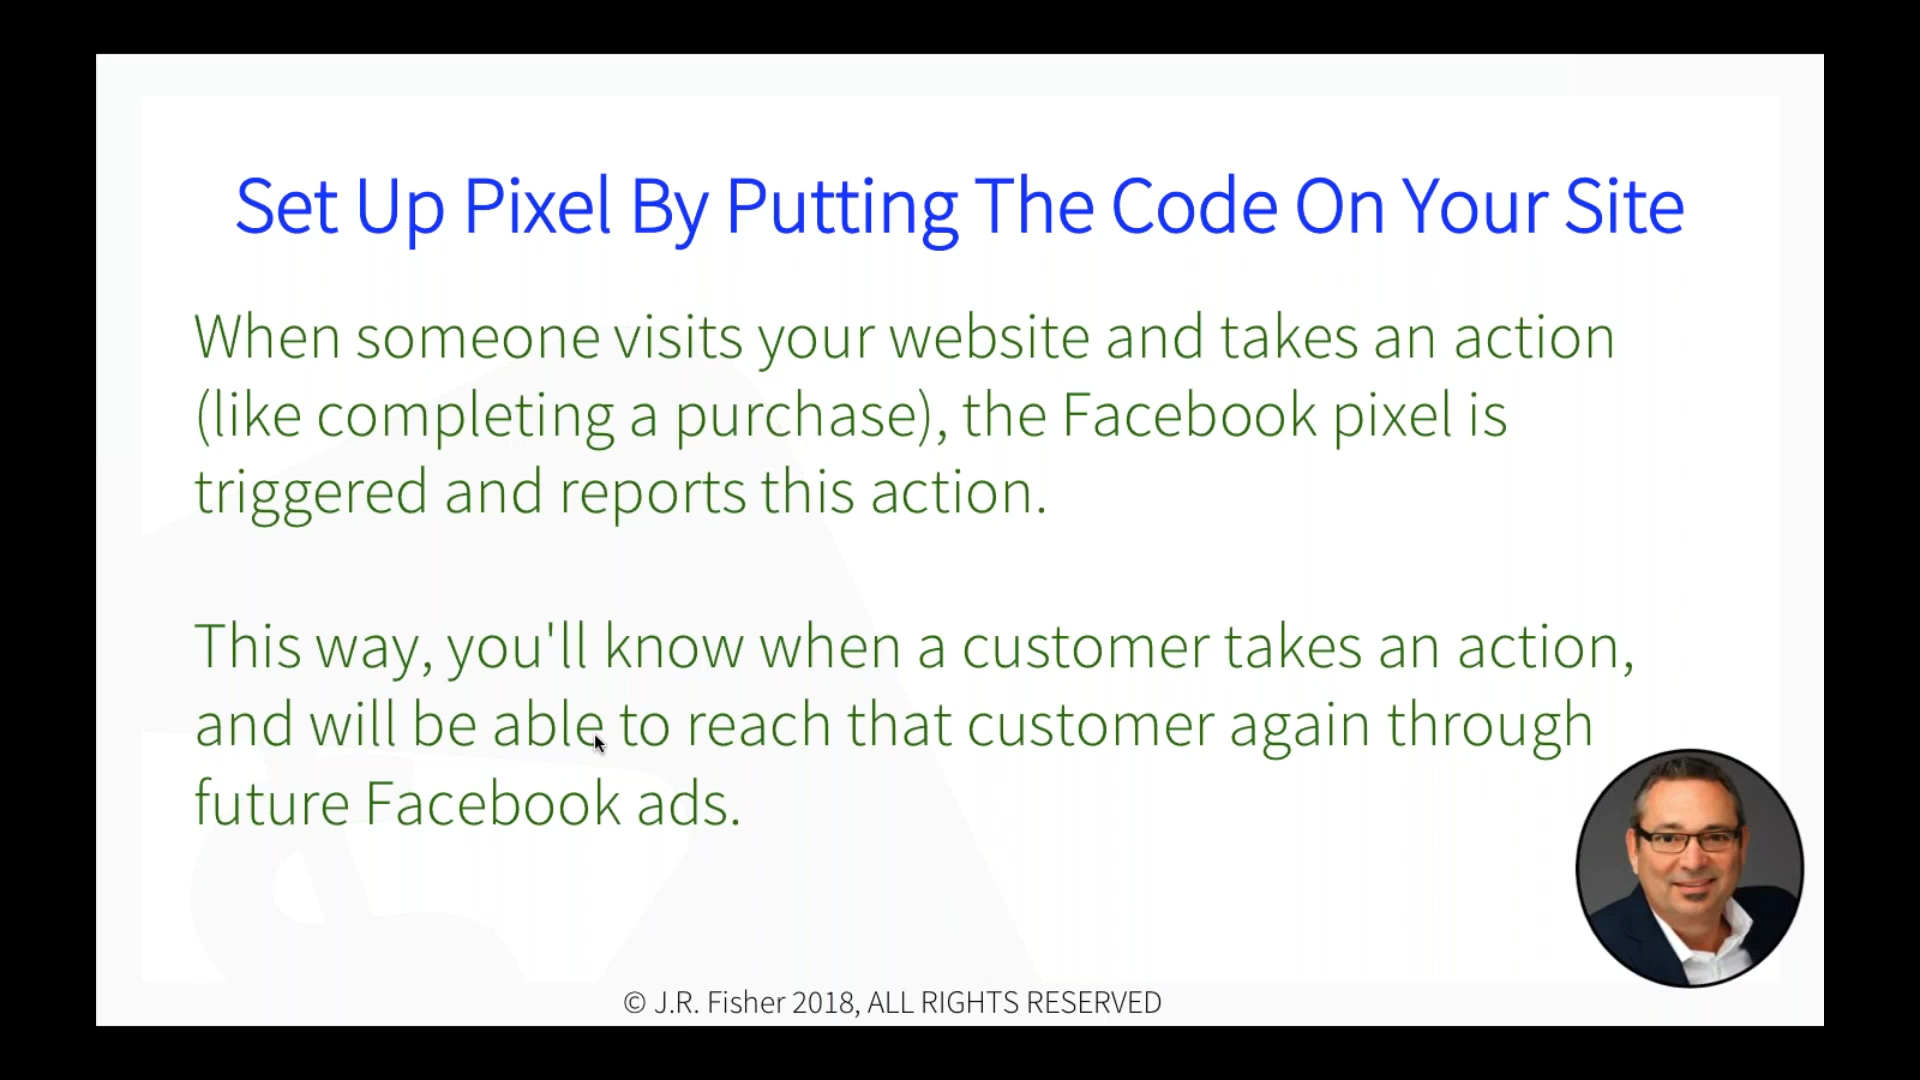 Set Up Pixel By Putting The Code On Your Site
When someone visits your website and takes an action
(like completing a purchase), the Facebook pixel is
triggered and reports this action.
This way, you'll know when a customer takes an action,
and will be able to reach that customer again through
future Facebook ads.
© J.R. Fisher 2018, ALL RIGHTS RESERVED